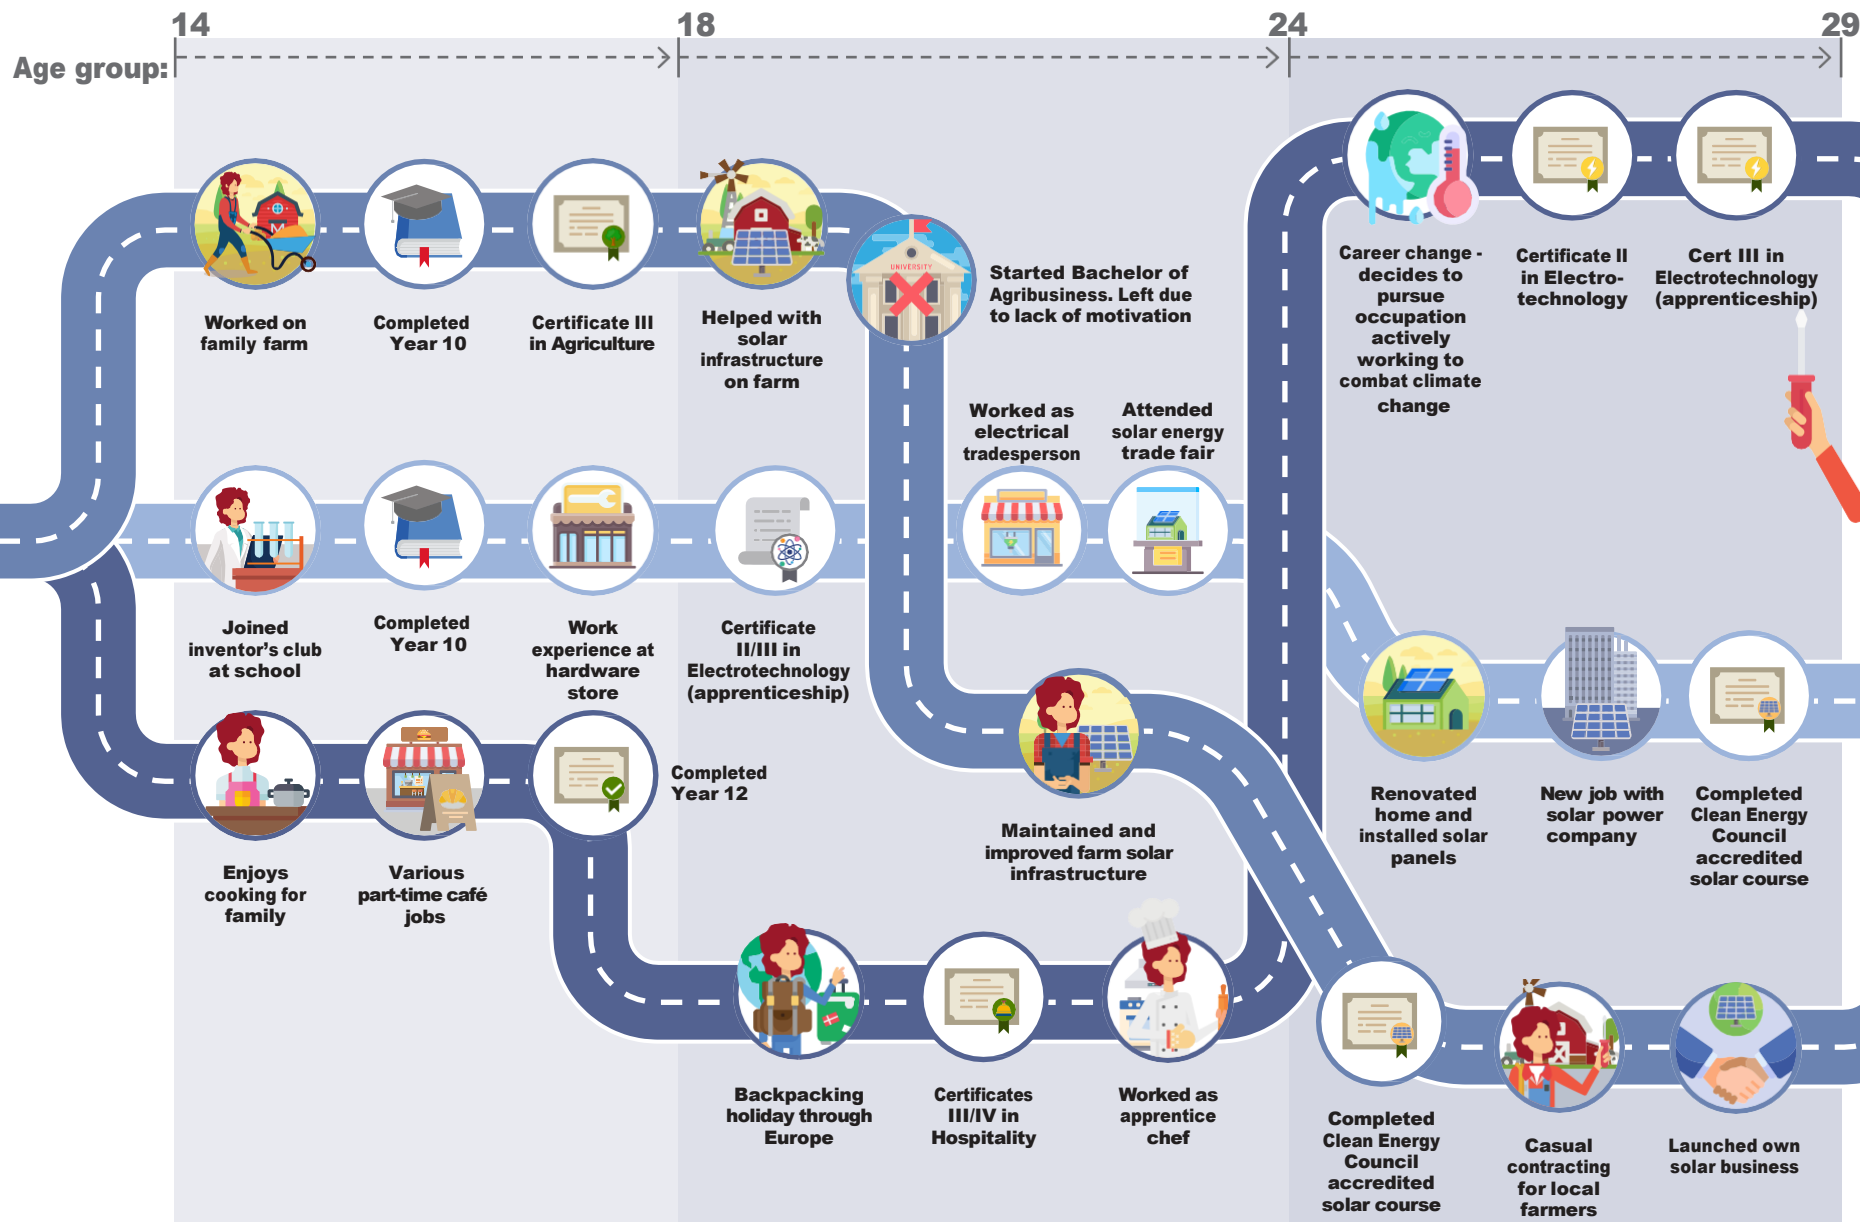 14
18
24
29
Age group:
Worked on
family farm
Completed
Year 10
Certificate III
in Agriculture
Helped with
solar
infrastructure
on farm
UNIVERSITY
Started Bachelor of
Agribusiness. Left due
to lack of motivation
Career change -
decides to
pursue
occupation
actively
working to
combat climate
change
Certificate II
in Electro-
technology
Cert III in
Electrotechnology
(apprenticeship)
Joined
inventor's club
at school
Completed
Year 10
Work
experience at
hardware
store
Certificate
II/III in
Electrotechnology
(apprenticeship)
Worked as
electrical
tradesperson
Attended
solar energy
trade fair
Renovated
home and
installed solar
panels
New job with
solar power
company
Completed
Clean Energy
Council
accredited
solar course
Enjoys
cooking for
family
Various
part-time café
jobs
Completed
Year 12
Maintained and
improved farm solar
infrastructure
Backpacking
holiday through
Europe
Certificates
III/IV in
Hospitality
Worked as
apprentice
chef
Completed
Clean Energy
Council
accredited
solar course
Casual
contracting
for local
farmers
Launched own
solar business